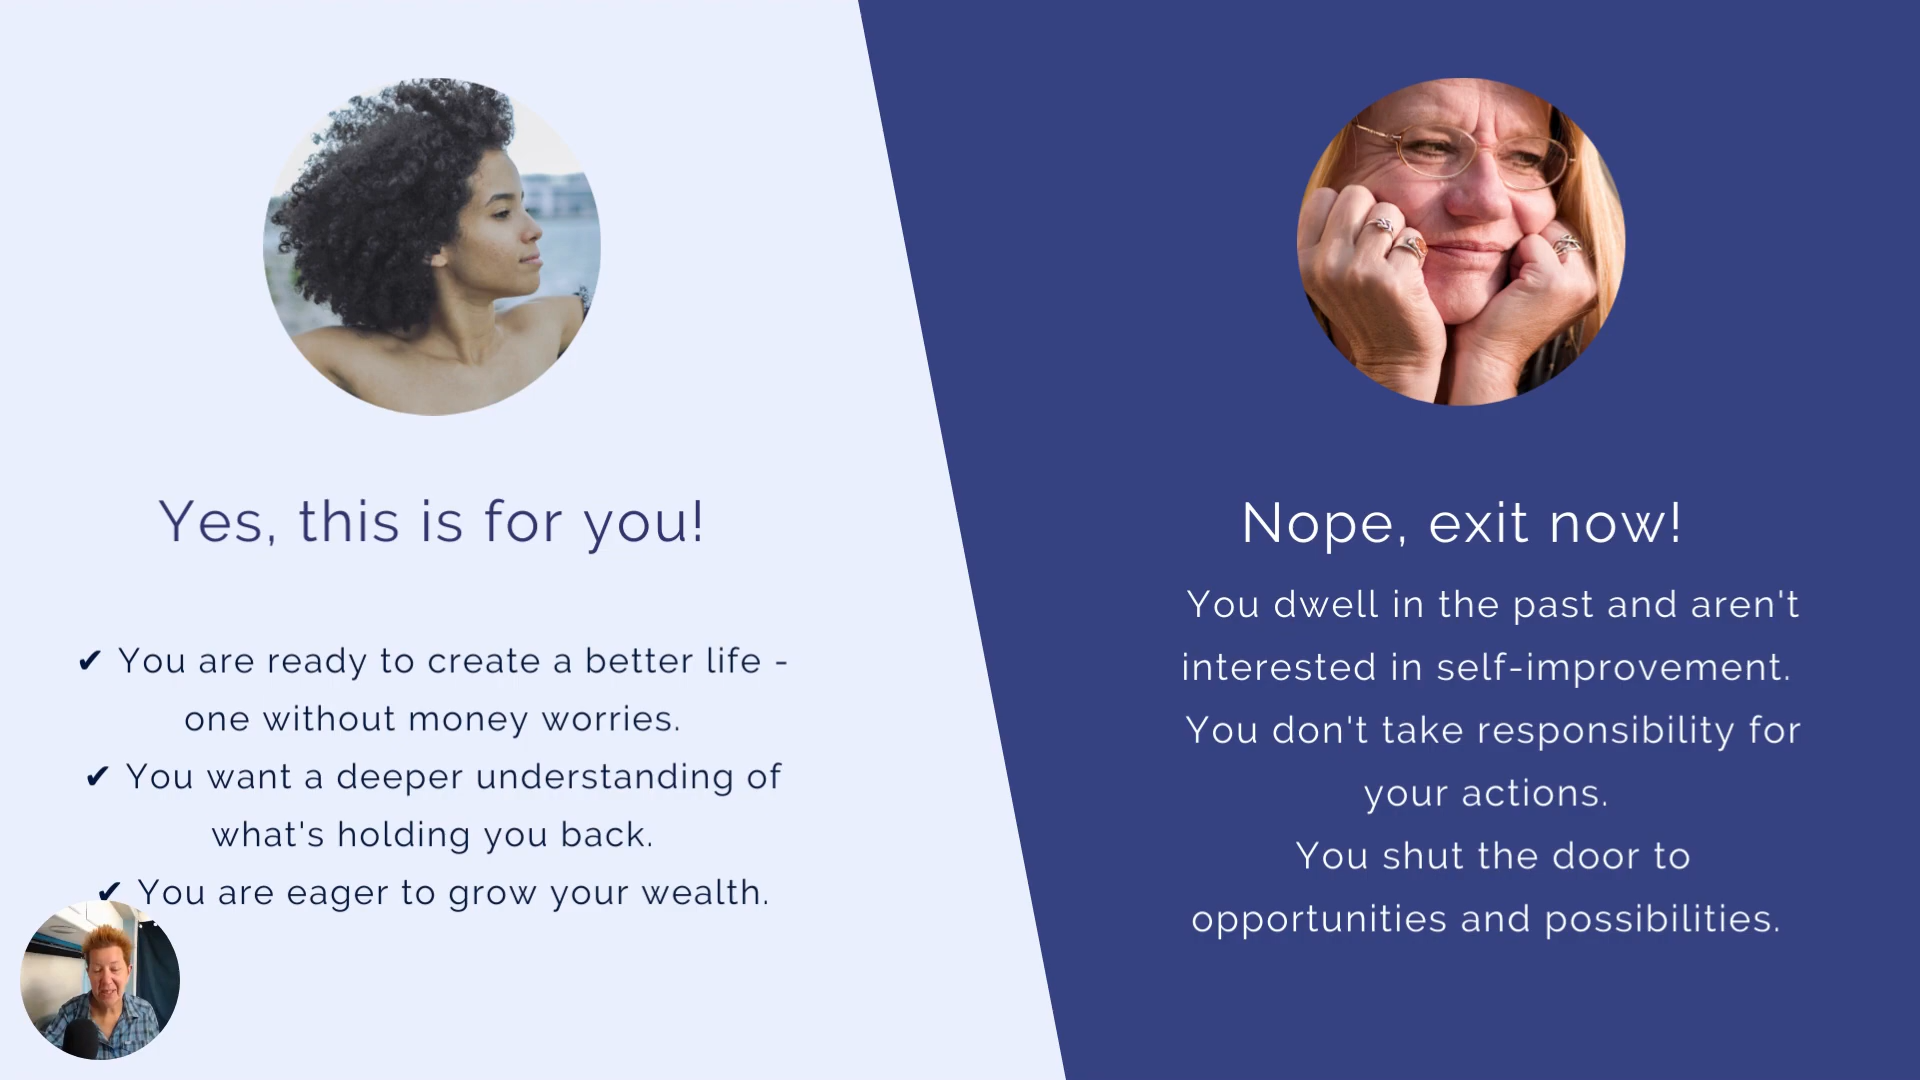 Yes, this is for you!
✔ You are ready to create a better life -
one without money worries.
✔ You want a deeper understanding of
what's holding you back.
✔ You are eager to grow your wealth.
Nope, exit now!
You dwell in the past and aren't
interested in self-improvement.
You don't take responsibility for
your actions.
You shut the door to
opportunities and possibilities.